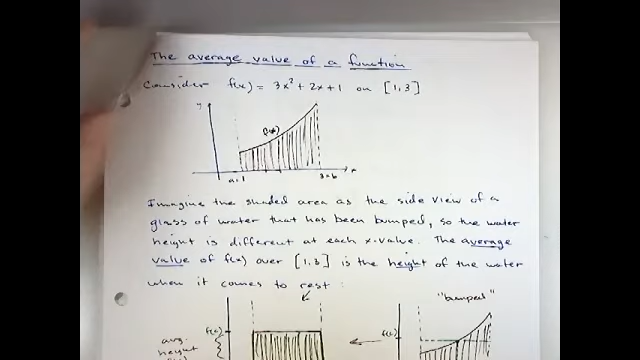 The average value of a function
Consider f(x) = 3x² + 2x + 1 on [1,3]
y
f(x)
a=1
3=b
x
Imagine the shaded area as the side view of a
glass of water that has been bumped, so the water
height is different at each x-value. The average
value of f(x) over [1,3] is the height of the water
when it comes to rest:
"bumped"
f(c)
f(c)
avg.
height